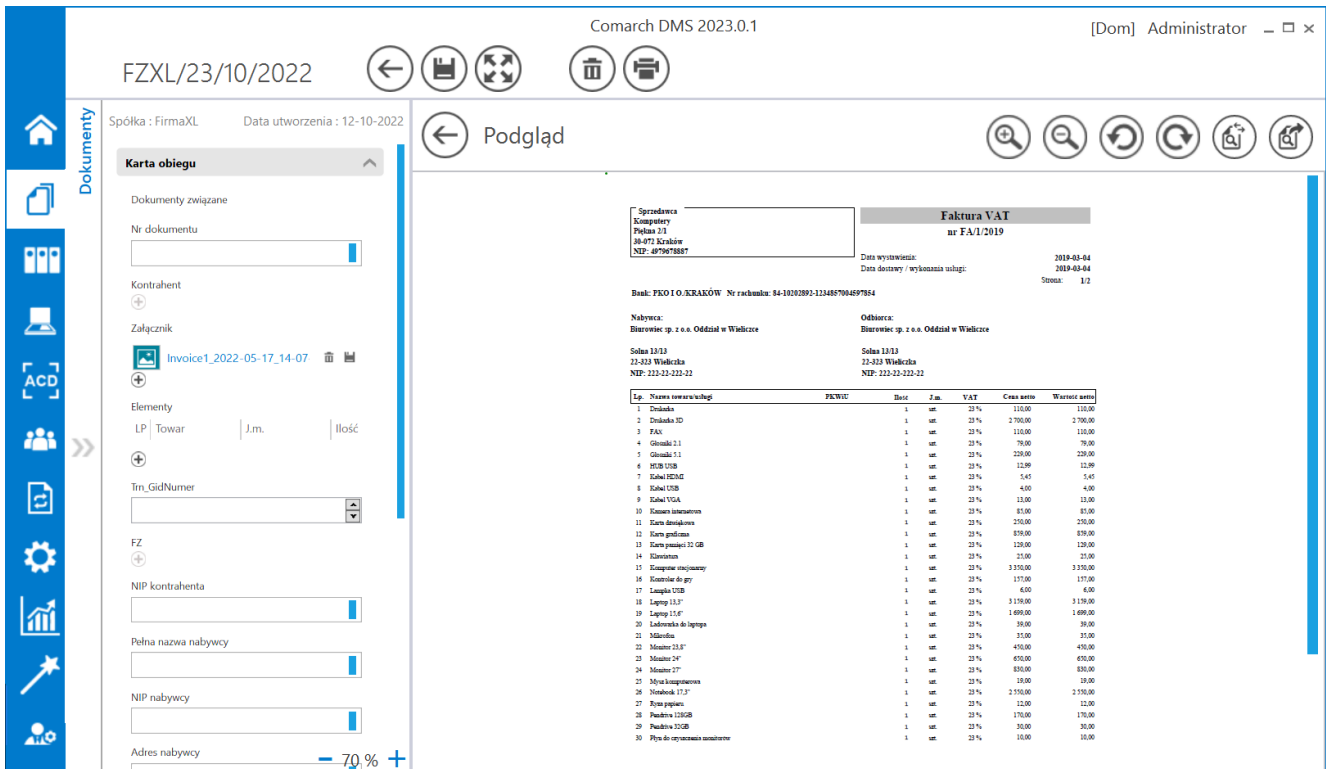 Comarch DMS 2023.0.1
[Dom] Administrator
FZXL/23/10/2022
Dokumenty
ACD
Spółka : FirmaXL Data utworzenia : 12-10-2022
Karta obiegu
Dokumenty związane
Nr dokumentu
Kontrahent
Załącznik
Invoice1_2022-05-17_14-07
Elementy
LP Towar J.m. Ilość
Trn_GidNumer
FZ
NIP kontrahenta
Pełna nazwa nabywcy
NIP nabywcy
Adres nabywcy
70 %
Podgląd
Sprzedawca
Komputery
Piękna 2/1
30-072 Kraków
NIP: 4979678887
Faktura VAT
nr FA/1/2019
Data wystawienia: 2019-03-04
Data dostawy / wykonania usługi: 2019-03-04
Strona: 1/2
Bank: PKO I O./KRAKÓW Nr rachunku: 84-10202892-1234857004597854
Nabywca: Odbiorca:
Biurowiec sp. z o.o. Oddział w Wieliczce Biurowiec sp. z o.o. Oddział w Wieliczce
Solna 13/13 Solna 13/13
22-323 Wieliczka 22-323 Wieliczka
NIP: 222-22-222-22 NIP: 222-22-222-22
Lp. Nazwa towaru/usługi PKWiU Ilość J.m. VAT Cena netto Wartość netto
1 Drukarka 1 szt. 23 % 110,00 110,00
2 Drukarka 3D 1 szt. 23 % 2 700,00 2 700,00
3 FAX 1 szt. 23 % 110,00 110,00
4 Głośniki 2.1 1 szt. 23 % 79,00 79,00
5 Głośniki 5.1 1 szt. 23 % 229,00 229,00
6 HUB USB 1 szt. 23 % 12,99 12,99
7 Kabel HDMI 1 szt. 23 % 5,45 5,45
8 Kabel USB 1 szt. 23 % 4,00 4,00
9 Kabel VGA 1 szt. 23 % 13,00 13,00
10 Kamera internetowa 1 szt. 23 % 85,00 85,00
11 Karta dźwiękowa 1 szt. 23 % 250,00 250,00
12 Karta graficzna 1 szt. 23 % 859,00 859,00
13 Karta pamięci 32 GB 1 szt. 23 % 129,00 129,00
14 Klawiatura 1 szt. 23 % 25,00 25,00
15 Komputer stacjonarny 1 szt. 23 % 3 350,00 3 350,00
16 Kontroler do gry 1 szt. 23 % 157,00 157,00
17 Lampka USB 1 szt. 23 % 6,00 6,00
18 Laptop 13,3" 1 szt. 23 % 3 159,00 3 159,00
19 Laptop 15,6" 1 szt. 23 % 1 699,00 1 699,00
20 Ładowarka do laptopa 1 szt. 23 % 39,00 39,00
21 Mikrofon 1 szt. 23 % 35,00 35,00
22 Monitor 23,8" 1 szt. 23 % 450,00 450,00
23 Monitor 24" 1 szt. 23 % 650,00 650,00
24 Monitor 27" 1 szt. 23 % 830,00 830,00
25 Mysz komputerowa 1 szt. 23 % 19,00 19,00
26 Notebook 17,3" 1 szt. 23 % 2 550,00 2 550,00
27 Ryza papieru 1 szt. 23 % 12,00 12,00
28 Pendrive 128GB 1 szt. 23 % 170,00 170,00
29 Pendrive 32GB 1 szt. 23 % 30,00 30,00
30 Płyn do czyszczenia monitorów 1 szt. 23 % 10,00 10,00